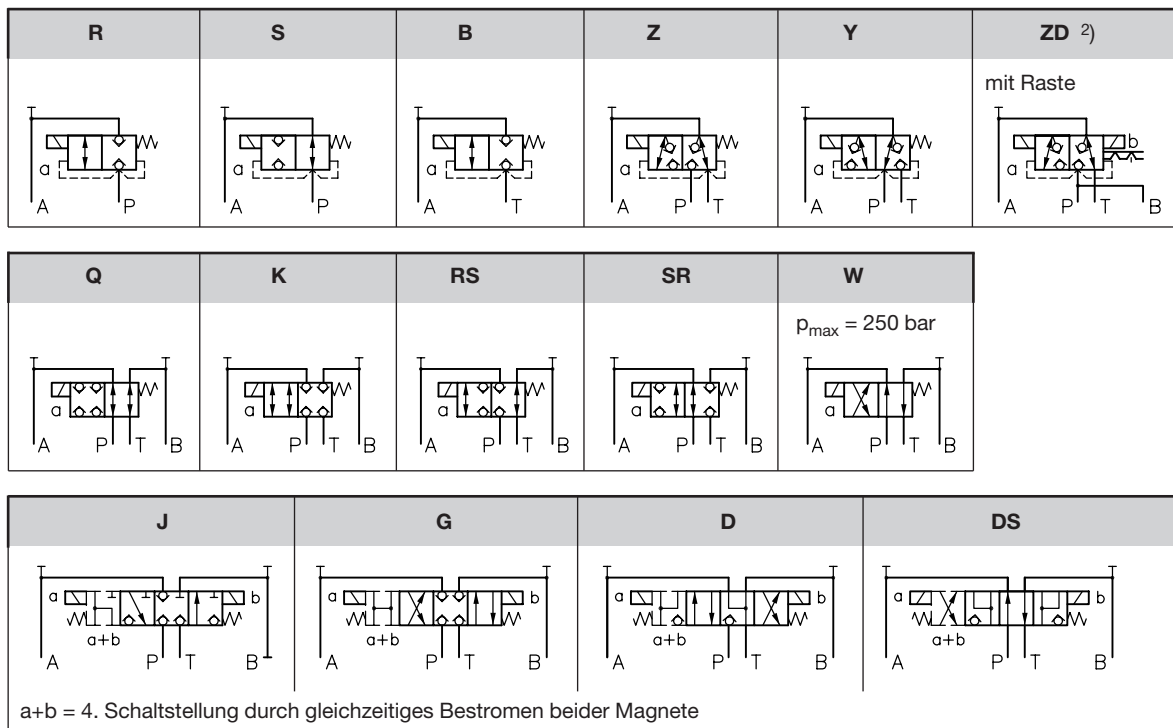 R S B Z Y ZD 2)
mit Raste
a a a a a a b
A P A P A T A P T A P T A P T B
Q K RS SR W
pmax = 250 bar
a a a a a
A P T B A P T B A P T B A P T B A P T B
J G D DS
a b a b a b a b
a+b a+b a+b a+b
A P T B A P T B A P T B A P T B
a+b = 4. Schaltstellung durch gleichzeitiges Bestromen beider Magnete